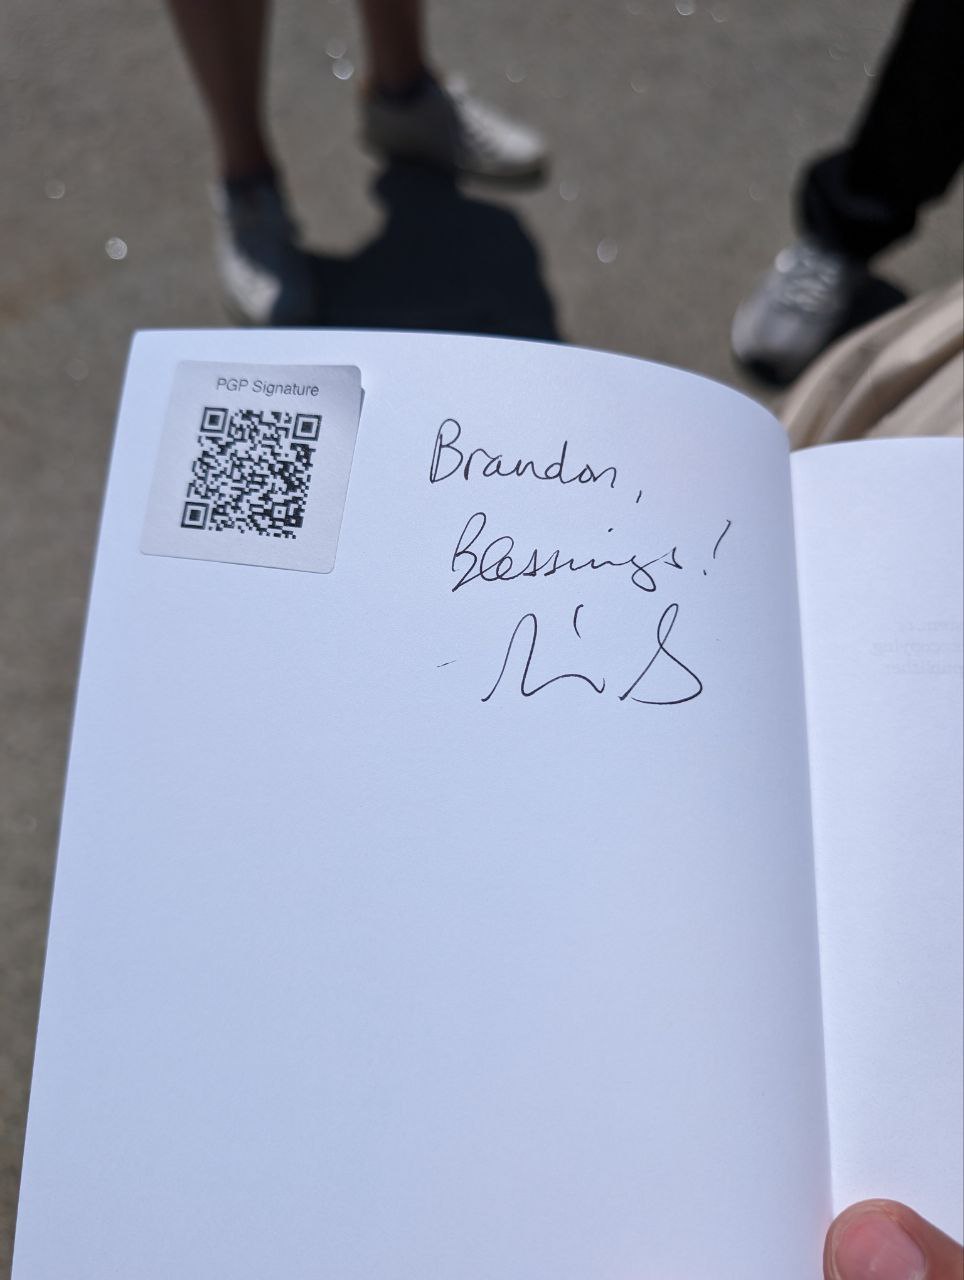 PGP Signature
Brandon,
Blessings!